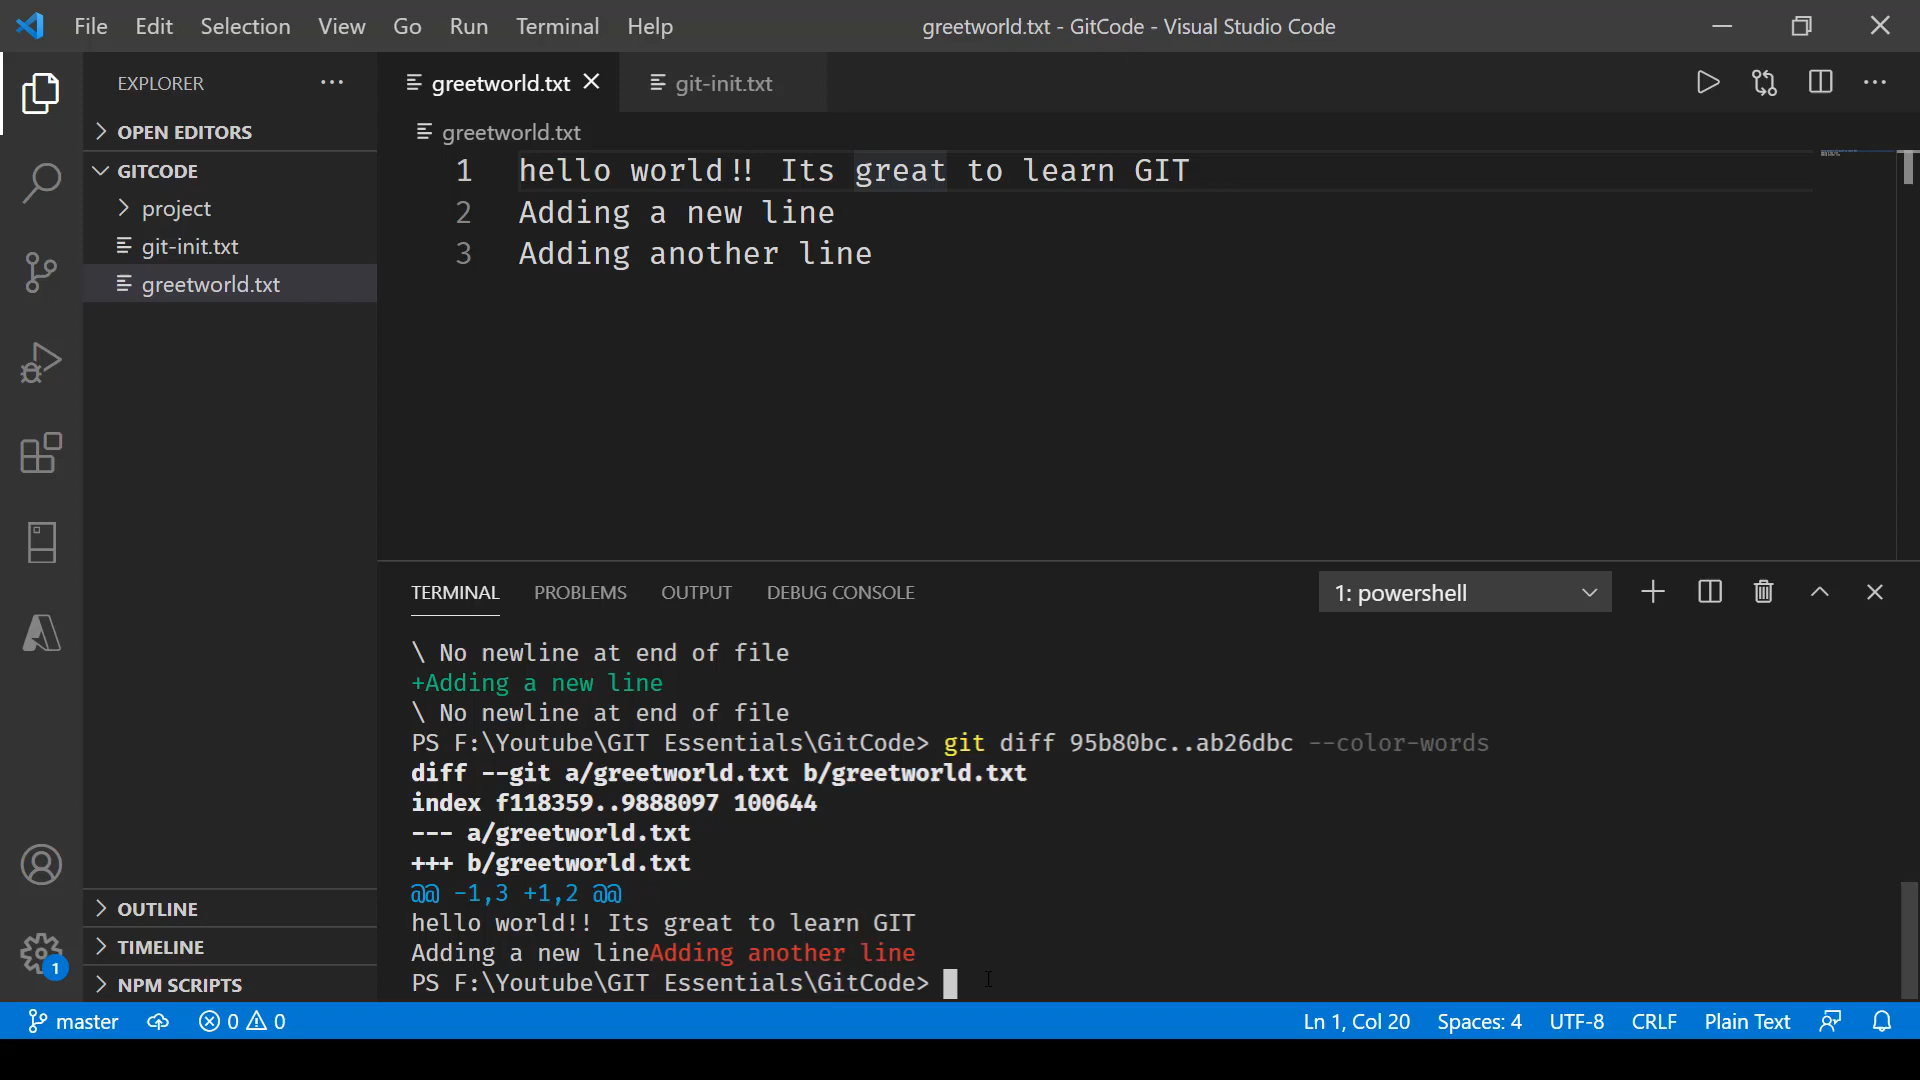 File Edit Selection View Go Run Terminal Help
greetworld.txt - GitCode - Visual Studio Code
EXPLORER
OPEN EDITORS
GITCODE
project
git-init.txt
greetworld.txt
OUTLINE
TIMELINE
NPM SCRIPTS
1
greetworld.txt git-init.txt
greetworld.txt
1 hello world!! Its great to learn GIT
2 Adding a new line
3 Adding another line
TERMINAL PROBLEMS OUTPUT DEBUG CONSOLE 1: powershell
\ No newline at end of file
+Adding a new line
\ No newline at end of file
PS F:\Youtube\GIT Essentials\GitCode> git diff 95b80bc..ab26dbc --color-words
diff --git a/greetworld.txt b/greetworld.txt
index f118359..9888097 100644
--- a/greetworld.txt
+++ b/greetworld.txt
@@ -1,3 +1,2 @@
hello world!! Its great to learn GIT
Adding a new lineAdding another line
PS F:\Youtube\GIT Essentials\GitCode>
master 0 0 Ln 1, Col 20 Spaces: 4 UTF-8 CRLF Plain Text